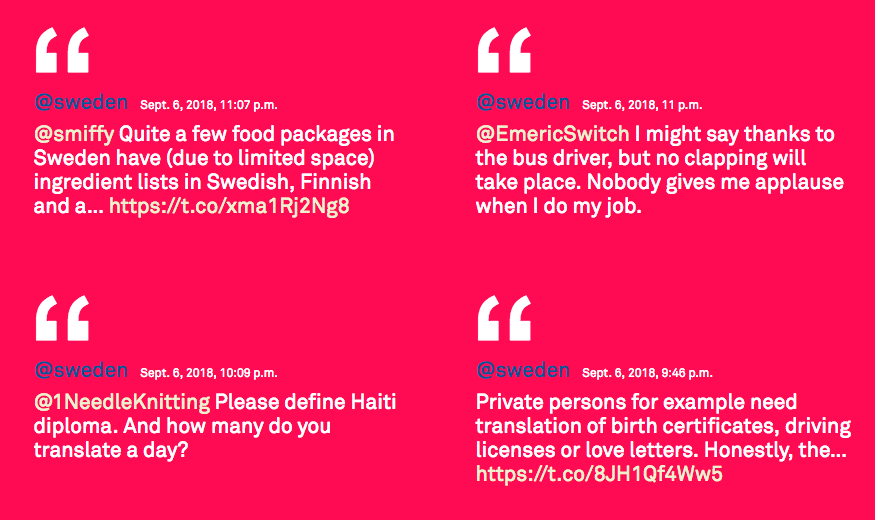 @sweden Sept. 6, 2018, 11:07 p.m.
@smiffy Quite a few food packages in
Sweden have (due to limited space)
ingredient lists in Swedish, Finnish
and a... https://t.co/xma1Rj2Ng8
@sweden Sept. 6, 2018, 11 p.m.
@EmericSwitch I might say thanks to
the bus driver, but no clapping will
take place. Nobody gives me applause
when I do my job.
@sweden Sept. 6, 2018, 10:09 p.m.
@1NeedleKnitting Please define Haiti
diploma. And how many do you
translate a day?
@sweden Sept. 6, 2018, 9:46 p.m.
Private persons for example need
translation of birth certificates, driving
licenses or love letters. Honestly, the...
https://t.co/8JH1Qf4Ww5